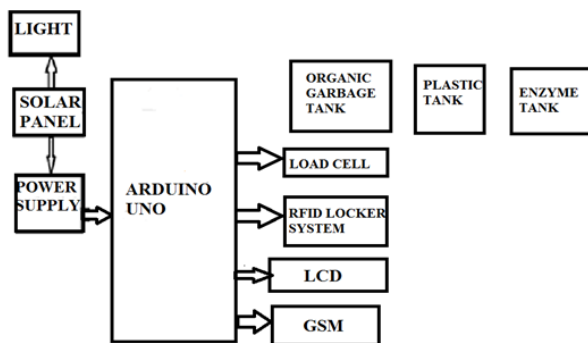 LIGHT
SOLAR
PANEL
POWER
SUPPLY
ARDUINO
UNO
ORGANIC
GARBAGE
TANK
PLASTIC
TANK
ENZYME
TANK
LOAD CELL
RFID LOCKER
SYSTEM
LCD
GSM